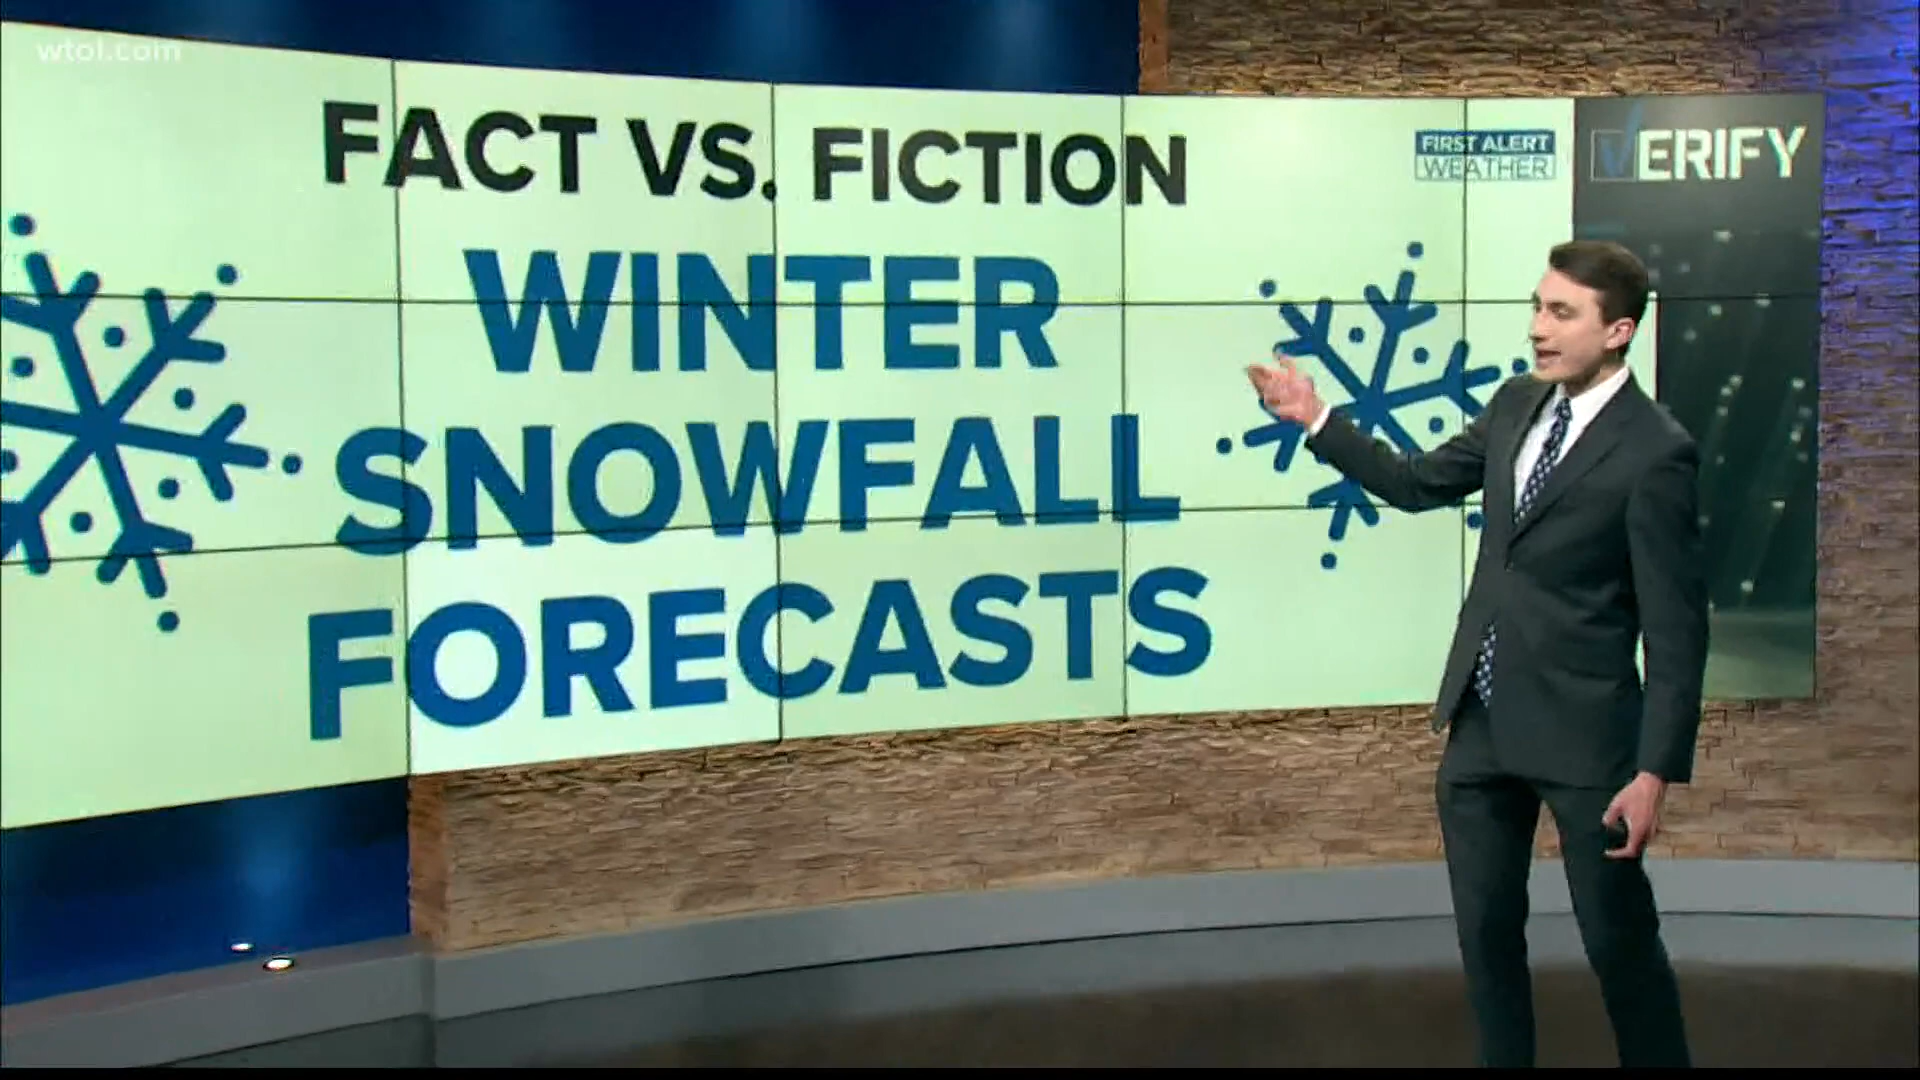 wtol.com
FACT VS. FICTION
WINTER
SNOWFALL
FORECASTS
FIRST ALERT
WEATHER
VERIFY